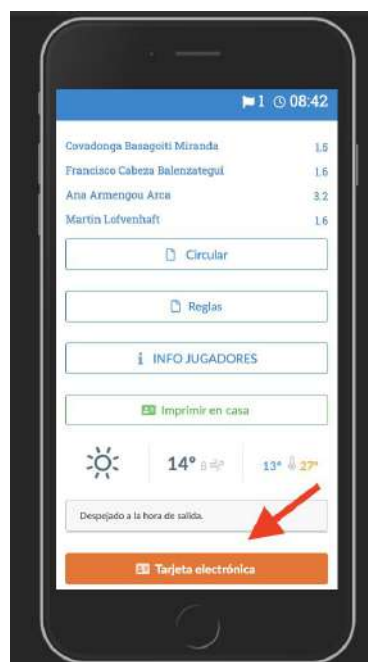 1 08:42
Covadonga Basagoiti Miranda 1.5
Francisco Cabeza Balenzategui 1.6
Ana Armengou Arca 3.2
Martin Lofvenhaft 1.6
Circular
Reglas
INFO JUGADORES
Imprimir en casa
14° 8 13° 27°
Despejado a la hora de salida.
Tarjeta electrónica